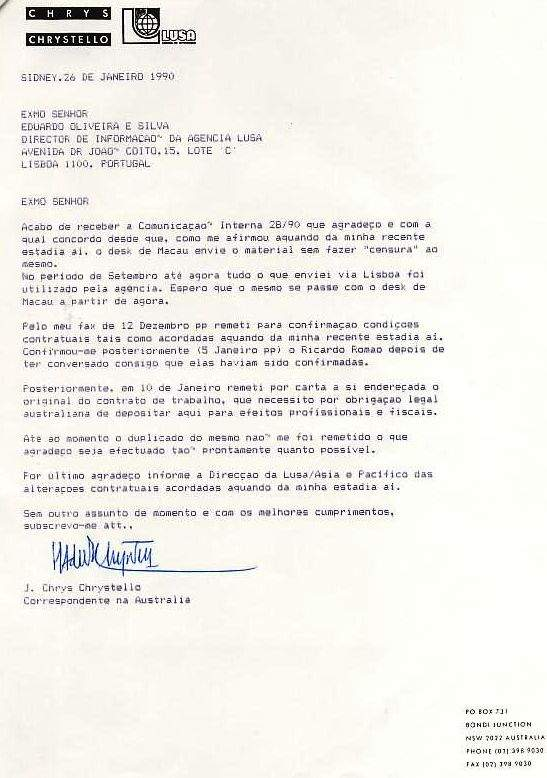 CHRYS
CHRYSTELLO
LUSA
SIDNEY,26 DE JANEIRO 1990
EXMO SENHOR
EDUARDO OLIVEIRA E SILVA
DIRECTOR DE INFORMACAO~ DA AGENCIA LUSA
AVENIDA DR JOAO~ COITO,15, LOTE 'C'
LISBOA 1100, PORTUGAL
EXMO SENHOR
Acabo de receber a Comunicaçao~ Interna 2B/90 que agradeço e com a
qual concordo desde que, como me afirmou aquando da minha recente
estadia aí, o desk de Macau envie o material sem fazer "censura" ao
mesmo.
No período de Setembro até agora tudo o que enviei via Lisboa foi
utilizado pela agencia. Espero que o mesmo se passe com o desk de
Macau a partir de agora.
Pelo meu fax de 12 Dezembro pp remeti para confirmaçao condiçoes
contratuais tais como acordadas aquando da minha recente estadia aí.
Confirmou-me posteriormente (5 Janeiro pp) o Ricardo Romao depois de
ter conversado consigo que elas haviam sido confirmadas.
Posteriormente, em 10 de Janeiro remeti por carta a si endereçada o
original do contrato de trabalho, que necessito por obrigaçao legal
australiana de depositar aqui para efeitos profissionais e fiscais.
Ate ao momento o duplicado do mesmo nao~ me foi remetido o que
agradeço seja efectuado tao~ prontamente quanto possível.
Por último agradeço informe a Direcçao da Lusa/Asia e Pacífico das
alteraçoes contratuais acordadas aquando da minha estadia aí.
Sem outro assunto de momento e com os melhores cumprimentos,
subscrevo-me att.,
J. Chrys Chrystello
Correspondente na Australia
PO BOX 731
BONDI JUNCTION
NSW 2022 AUSTRALIA
PHONE (02) 398 9030
FAX (02) 398 9030